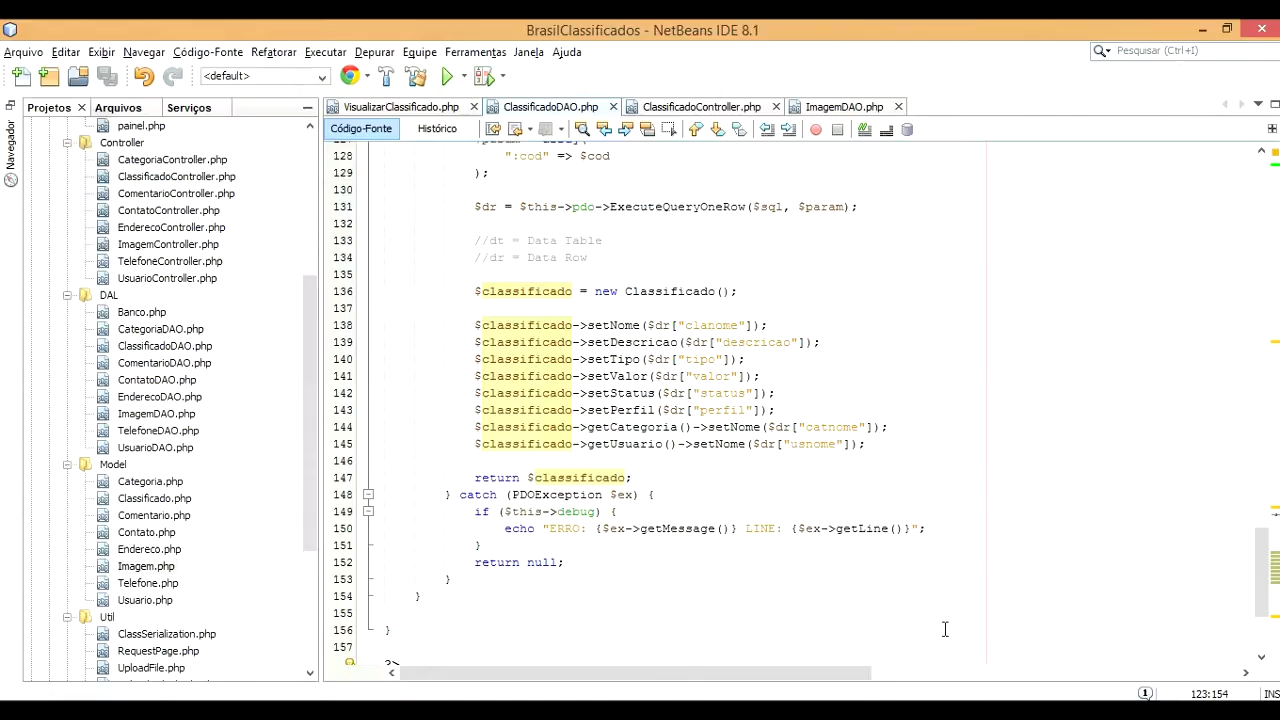 BrasilClassificados - NetBeans IDE 8.1
Arquivo Editar Exibir Navegar Código-Fonte Refatorar Executar Depurar Equipe Ferramentas Janela Ajuda
Pesquisar (Ctrl+I)
<default>
Projetos Arquivos Serviços
VisualizarClassificado.php ClassificadoDAO.php ClassificadoController.php ImagemDAO.php
Navegador
Código-Fonte Histórico
painel.php
Controller
CategoriaController.php
ClassificadoController.php
ComentarioController.php
ContatoController.php
EnderecoController.php
ImagemController.php
TelefoneController.php
UsuarioController.php
DAL
Banco.php
CategoriaDAO.php
ClassificadoDAO.php
ComentarioDAO.php
ContatoDAO.php
EnderecoDAO.php
ImagemDAO.php
TelefoneDAO.php
UsuarioDAO.php
Model
Categoria.php
Classificado.php
Comentario.php
Contato.php
Endereco.php
Imagem.php
Telefone.php
Usuario.php
Util
ClassSerialization.php
RequestPage.php
UploadFile.php
128 ":cod" => $cod
129 );
130
131 $dr = $this->pdo->ExecuteQueryOneRow($sql, $param);
132
133 //dt = Data Table
134 //dr = Data Row
135
136 $classificado = new Classificado();
137
138 $classificado->setNome($dr["clanome"]);
139 $classificado->setDescricao($dr["descricao"]);
140 $classificado->setTipo($dr["tipo"]);
141 $classificado->setValor($dr["valor"]);
142 $classificado->setStatus($dr["status"]);
143 $classificado->setPerfil($dr["perfil"]);
144 $classificado->getCategoria()->setNome($dr["catnome"]);
145 $classificado->getUsuario()->setNome($dr["usnome"]);
146
147 return $classificado;
148 } catch (PDOException $ex) {
149 if ($this->debug) {
150 echo "ERRO: {$ex->getMessage()} LINE: {$ex->getLine()}";
151 }
152 return null;
153 }
154 }
155
156 }
157
?>
123:154 INS